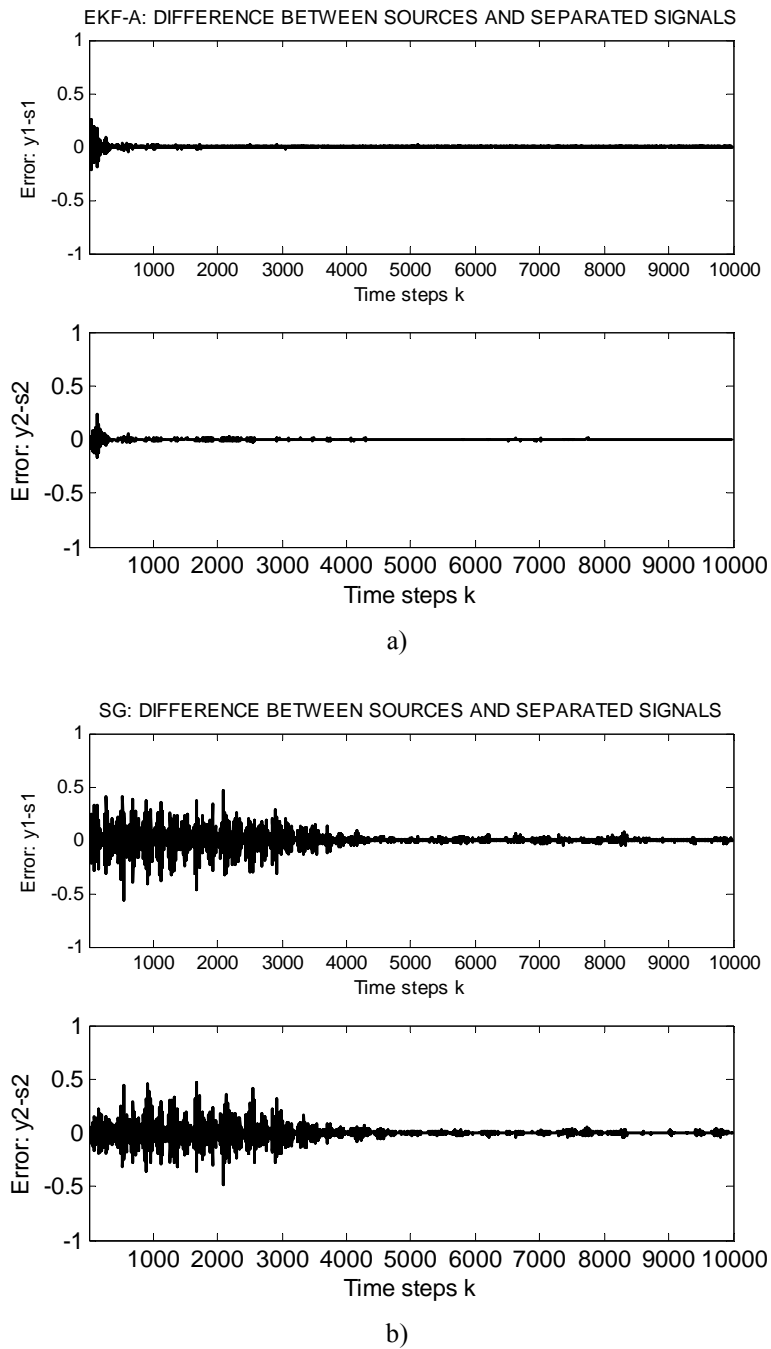 EKF-A: DIFFERENCE BETWEEN SOURCES AND SEPARATED SIGNALS
1
0.5
0
-0.5
-1
Error: y1-s1
1000 2000 3000 4000 5000 6000 7000 8000 9000 10000
Time steps k
1
0.5
0
-0.5
-1
Error: y2-s2
1000 2000 3000 4000 5000 6000 7000 8000 9000 10000
Time steps k
a)
SG: DIFFERENCE BETWEEN SOURCES AND SEPARATED SIGNALS
1
0.5
0
-0.5
-1
Error: y1-s1
1000 2000 3000 4000 5000 6000 7000 8000 9000 10000
Time steps k
1
0.5
0
-0.5
-1
Error: y2-s2
1000 2000 3000 4000 5000 6000 7000 8000 9000 10000
Time steps k
b)